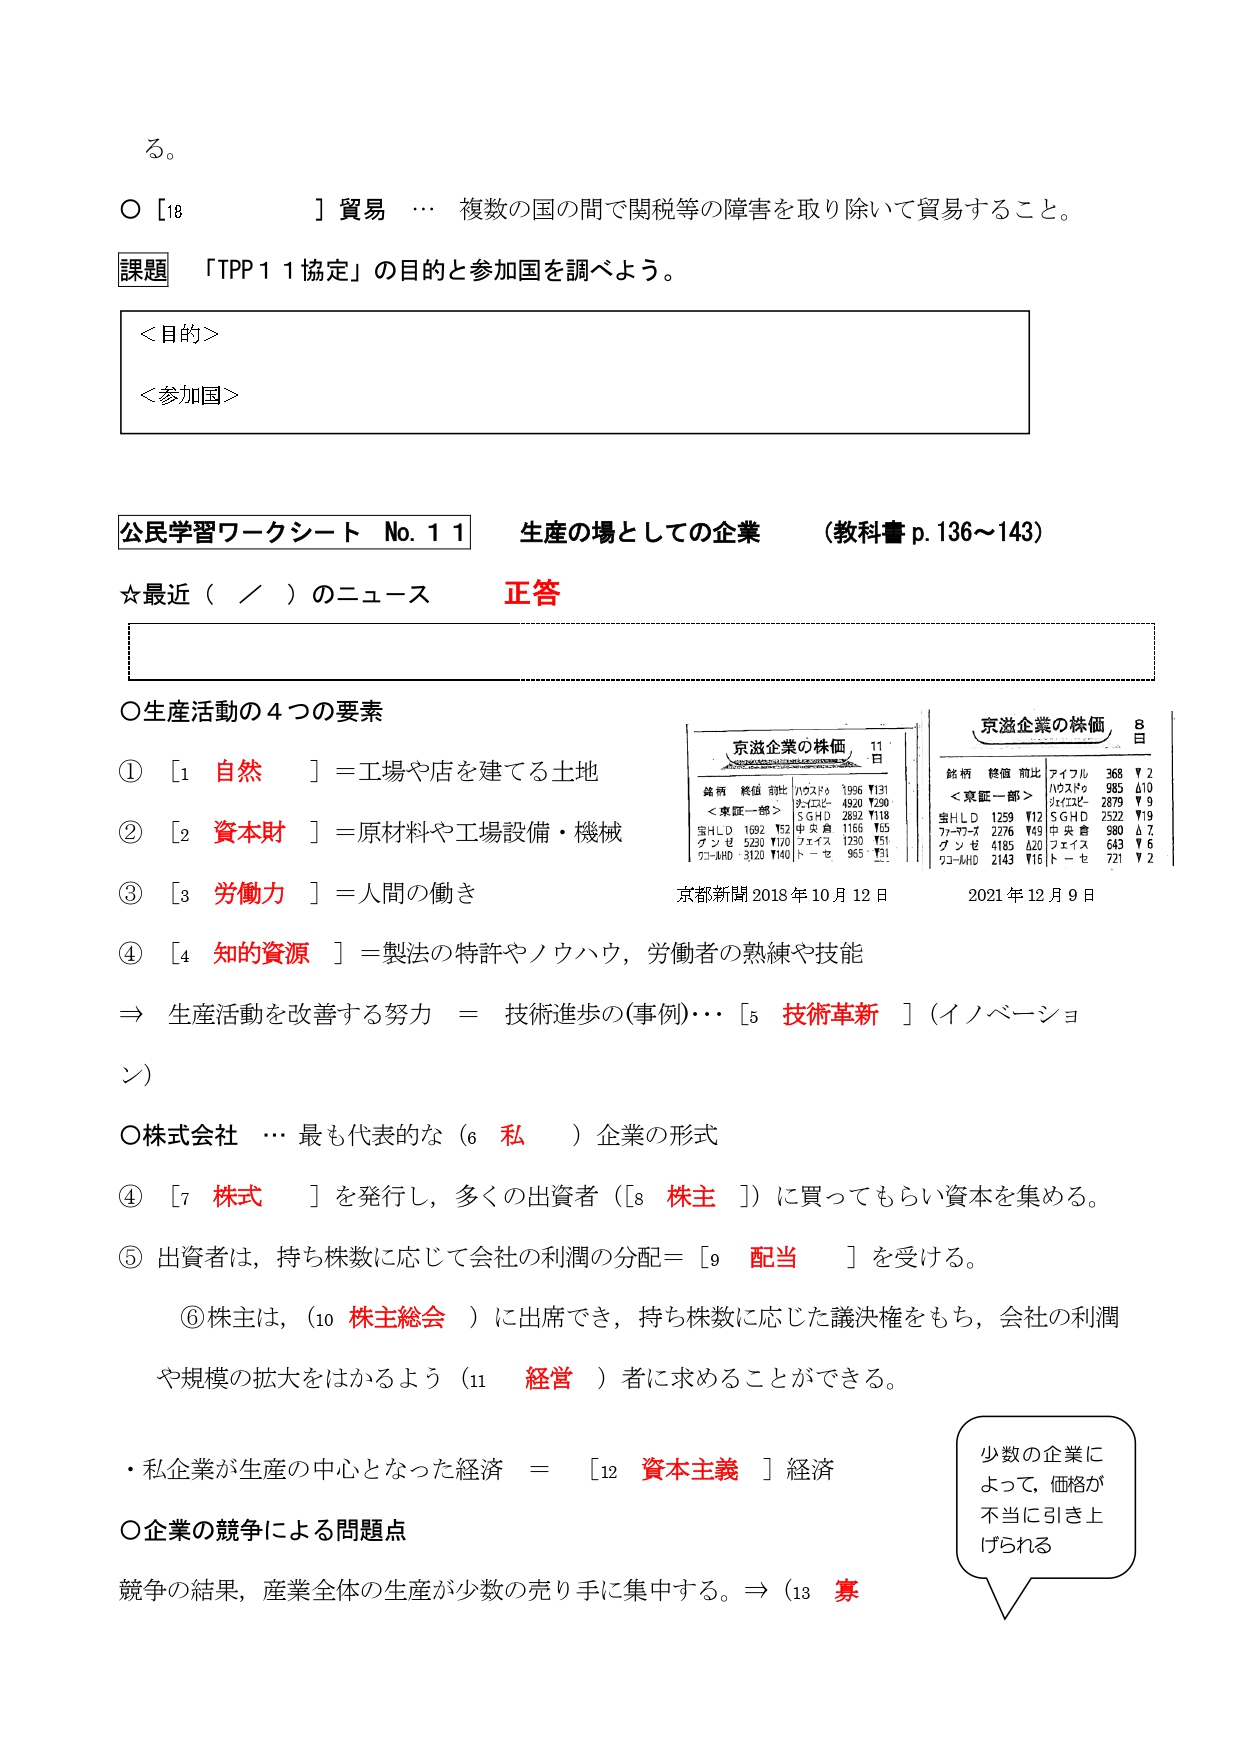 る。
○［18　　　　　］貿易　…　複数の国の間で関税等の障害を取り除いて貿易すること。
課題　「TPP１１協定」の目的と参加国を調べよう。
＜目的＞
＜参加国＞
公民学習ワークシート　No.１１　　生産の場としての企業　　（教科書 p.136～143）
☆最近（　／　）のニュース　　　正答
○生産活動の４つの要素
①　［1　自然　　］＝工場や店を建てる土地
②　［2　資本財　］＝原材料や工場設備・機械
③　［3　労働力　］＝人間の働き
京滋企業の株価　11日
銘柄　終値　前比
＜東証一部＞
宝HLD　1692　▼52
グンゼ　5230　▼170
ワコールHD　3120　▼140
ハウスドゥ　1996　▼131
ジェイエスビー　4920　▼290
SGHD　2892　▼118
中央倉　1166　▼65
フェイス　1230　▼51
トーセ　965　▼31
京滋企業の株価　8日
銘柄　終値　前比
＜東証一部＞
宝HLD　1259　▼12
ファーマフーズ　2276　▼49
グンゼ　4185　△20
ワコールHD　2143　▼16
アイフル　368　▼2
ハウスドゥ　985　△10
ジェイエスビー　2879　▼9
SGHD　2522　▼19
中央倉　980　△7
フェイス　643　▼6
トーセ　721　▼2
京都新聞 2018 年 10 月 12 日　　　2021 年 12 月 9 日
④　［4　知的資源　］＝製法の特許やノウハウ，労働者の熟練や技能
⇒　生産活動を改善する努力　＝　技術進歩の(事例)･･･［5　技術革新　］（イノベーショ
ン）
○株式会社　…　最も代表的な（6　私　　）企業の形式
④　［7　株式　　］を発行し，多くの出資者（［8　株主　］）に買ってもらい資本を集める。
⑤ 出資者は，持ち株数に応じて会社の利潤の分配＝［9　配当　　］を受ける。
⑥株主は，（10　株主総会　）に出席でき，持ち株数に応じた議決権をもち，会社の利潤
や規模の拡大をはかるよう（11　経営　）者に求めることができる。
・私企業が生産の中心となった経済　＝　［12　資本主義　］経済
○企業の競争による問題点
少数の企業に
よって，価格が
不当に引き上
げられる
競争の結果，産業全体の生産が少数の売り手に集中する。⇒（13　寡